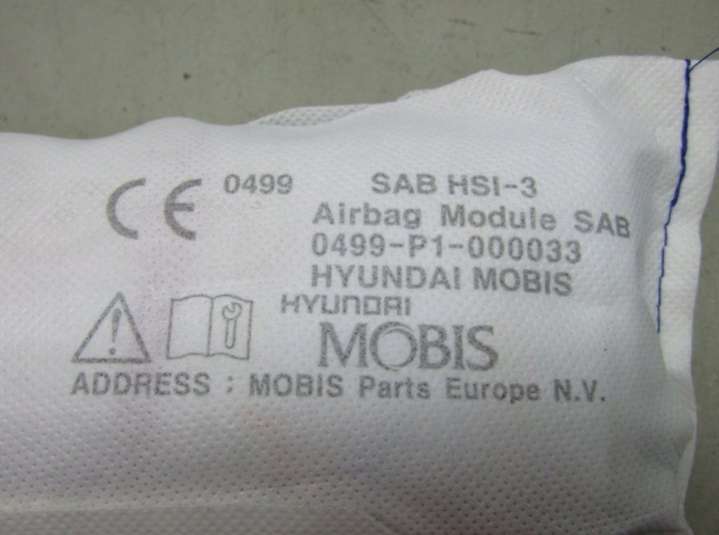 CE 0499 SAB HSI-3
Airbag Module SAB
0499-P1-000033
HYUNDAI MOBIS
HYUNDAI
MOBIS
ADDRESS : MOBIS Parts Europe N.V.